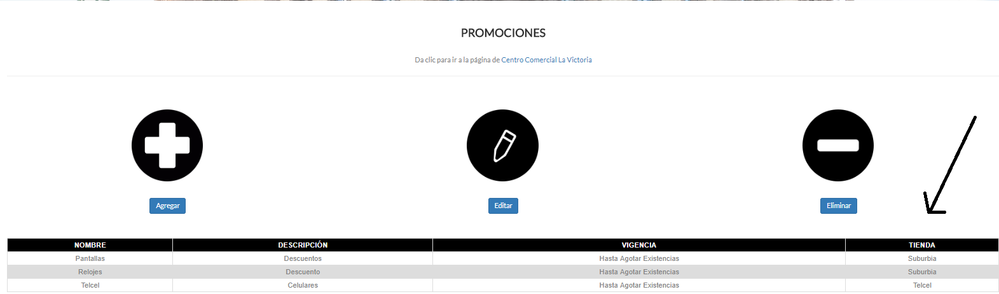 PROMOCIONES
Da clic para ir a la página de Centro Comercial La Victoria
Agregar Editar Eliminar
NOMBRE DESCRIPCIÓN VIGENCIA TIENDA
Pantallas Descuentos Hasta Agotar Existencias Suburbia
Relojes Descuento Hasta Agotar Existencias Suburbia
Telcel Celulares Hasta Agotar Existencias Telcel